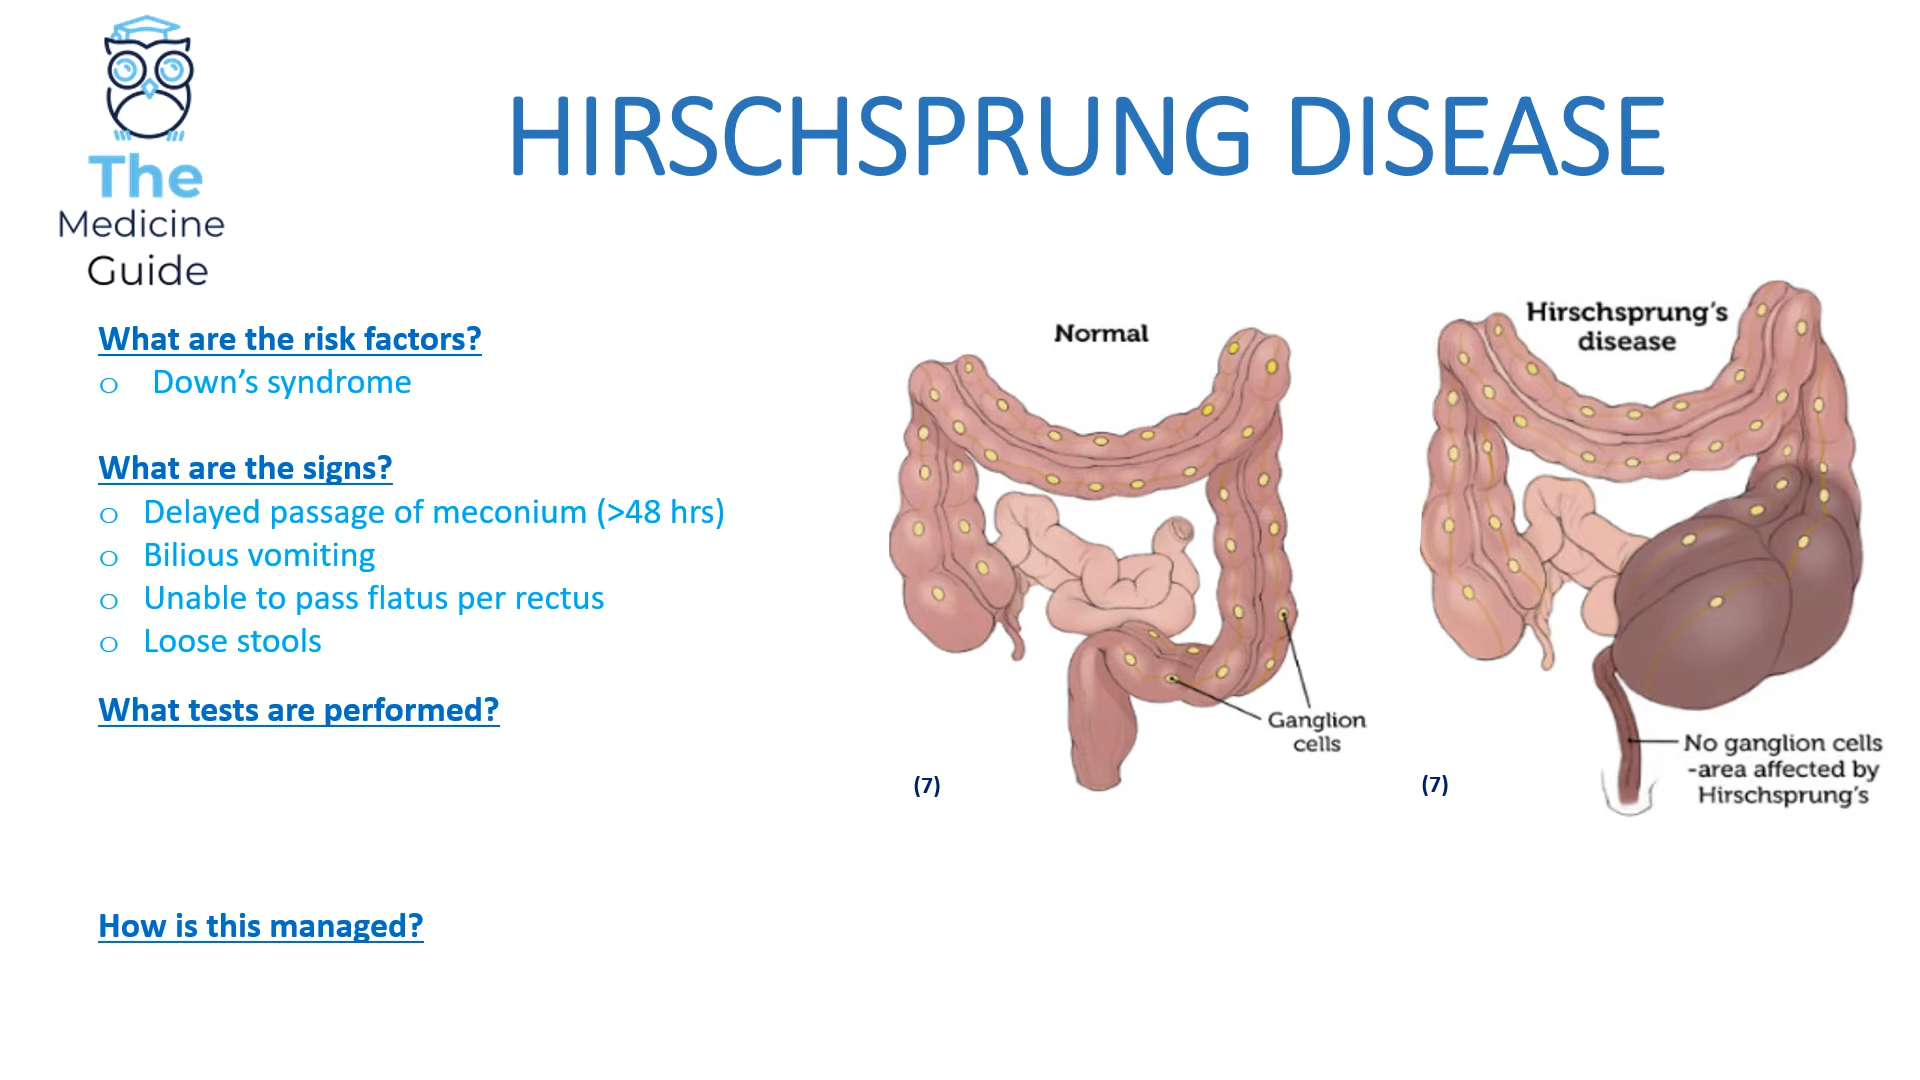 The
Medicine
Guide
HIRSCHSPRUNG DISEASE
What are the risk factors?
o Down’s syndrome
What are the signs?
o Delayed passage of meconium (>48 hrs)
o Bilious vomiting
o Unable to pass flatus per rectus
o Loose stools
What tests are performed?
How is this managed?
Normal
Ganglion
cells
(7)
Hirschsprung’s
disease
No ganglion cells
-area affected by
Hirschsprung’s
(7)